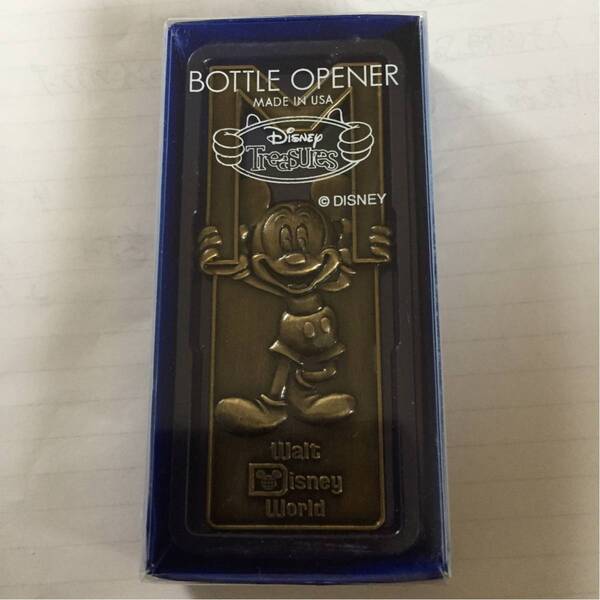 BOTTLE OPENER
MADE IN USA
Disney
Treasures
© DISNEY
Walt
Disney
World